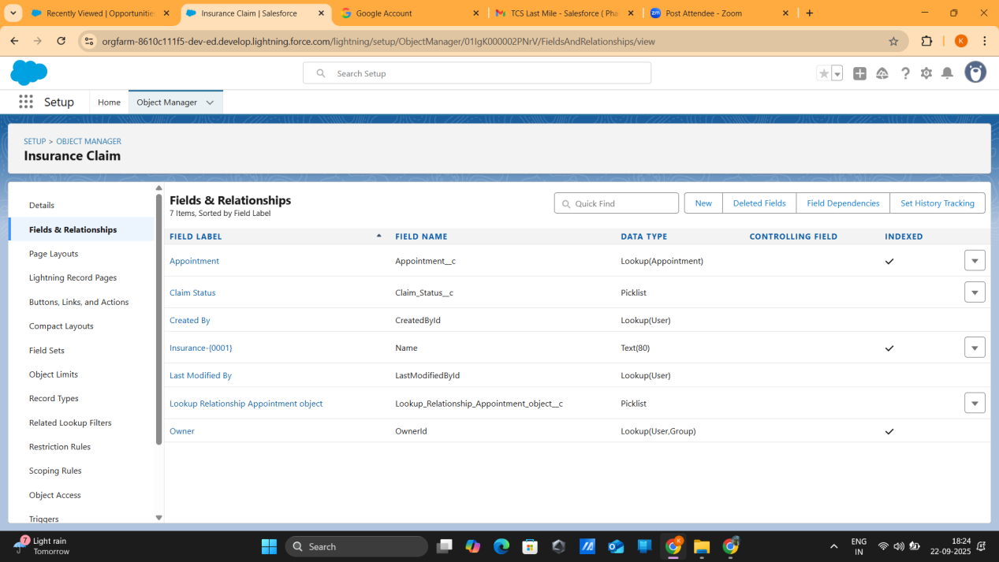 Recently Viewed | Opportunitie
Insurance Claim | Salesforce
Google Account
TCS Last Mile - Salesforce ( Pha
zm Post Attendee - Zoom
orgfarm-8610c111f5-dev-ed.develop.lightning.force.com/lightning/setup/ObjectManager/01IgK000002PNrV/FieldsAndRelationships/view
K
Search Setup
Setup
Home
Object Manager
SETUP > OBJECT MANAGER
Insurance Claim
Details
Fields & Relationships
Page Layouts
Lightning Record Pages
Buttons, Links, and Actions
Compact Layouts
Field Sets
Object Limits
Record Types
Related Lookup Filters
Restriction Rules
Scoping Rules
Object Access
Triggers
Fields & Relationships
7 Items, Sorted by Field Label
Quick Find
New
Deleted Fields
Field Dependencies
Set History Tracking
FIELD LABEL FIELD NAME DATA TYPE CONTROLLING FIELD INDEXED
Appointment Appointment__c Lookup(Appointment)
Claim Status Claim_Status__c Picklist
Created By CreatedById Lookup(User)
Insurance-{0001} Name Text(80)
Last Modified By LastModifiedById Lookup(User)
Lookup Relationship Appointment object Lookup_Relationship_Appointment_object__c Picklist
Owner OwnerId Lookup(User,Group)
7
Light rain
Tomorrow
Search
K
ENG
IN
18:24
22-09-2025